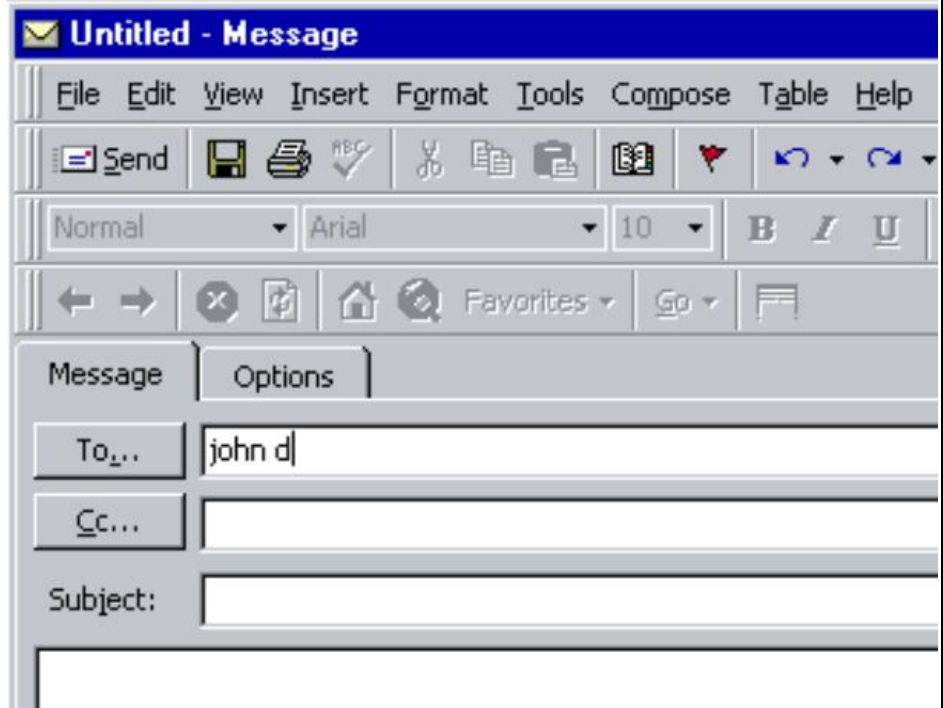 Untitled - Message
File Edit View Insert Format Tools Compose Table Help
Send ABC
Normal Arial 10 B I U
Favorites Go
Message Options
To... john d
Cc...
Subject: